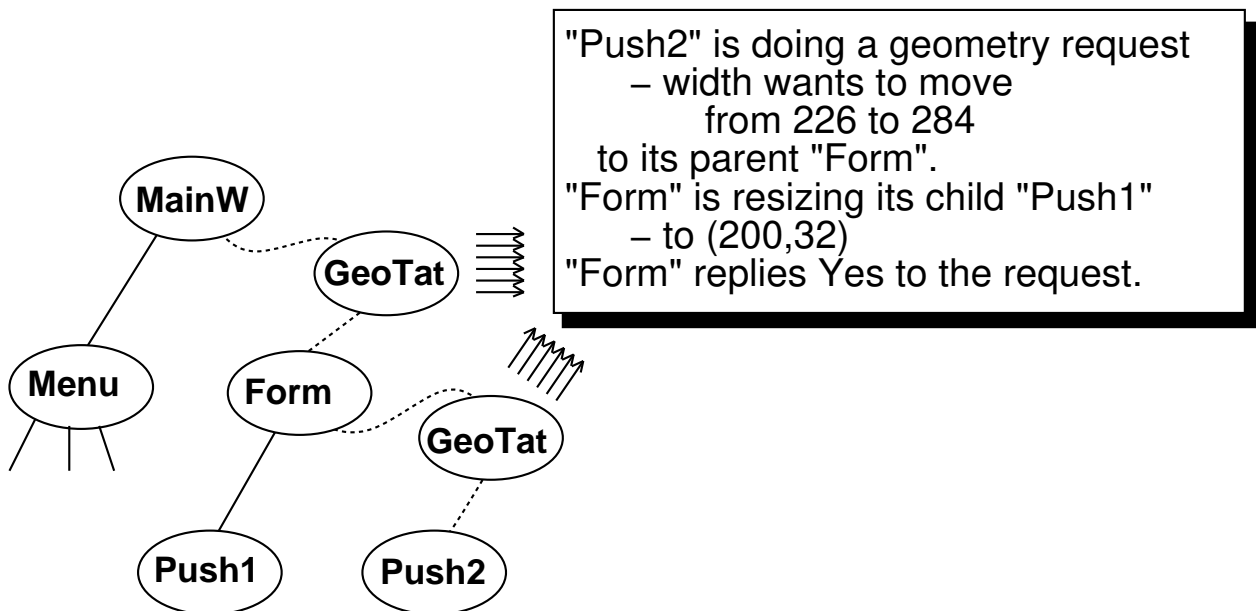 "Push2" is doing a geometry request
– width wants to move
from 226 to 284
to its parent "Form".
"Form" is resizing its child "Push1"
– to (200,32)
"Form" replies Yes to the request.
MainW
GeoTat
Menu
Form
GeoTat
Push1
Push2